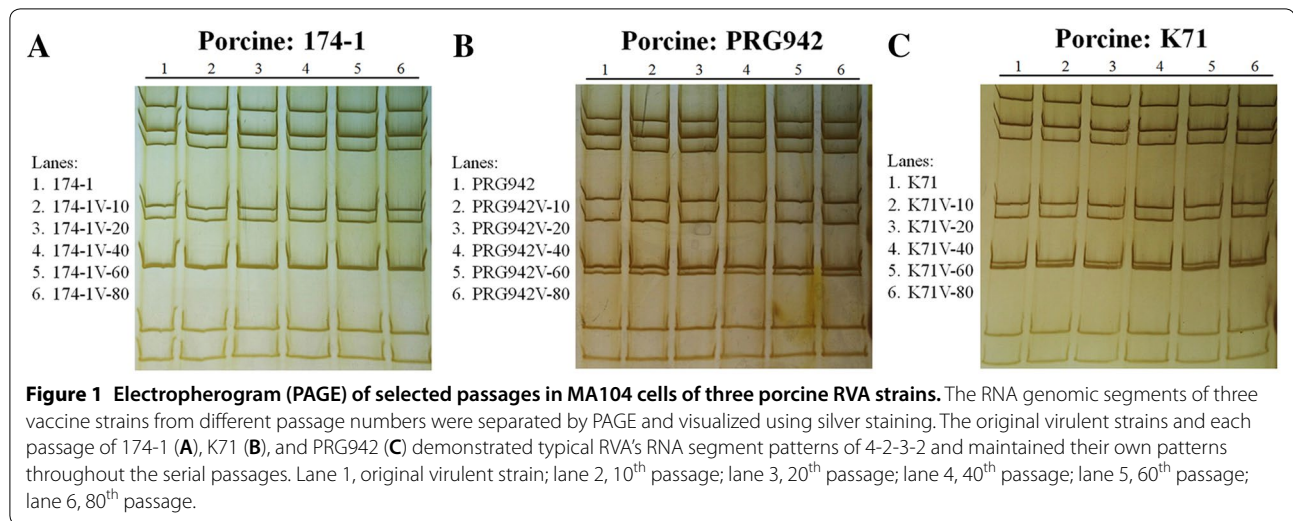 A
Porcine: 174-1
1 2 3 4 5 6
Lanes:
1. 174-1
2. 174-1V-10
3. 174-1V-20
4. 174-1V-40
5. 174-1V-60
6. 174-1V-80
B
Porcine: PRG942
1 2 3 4 5 6
Lanes:
1. PRG942
2. PRG942V-10
3. PRG942V-20
4. PRG942V-40
5. PRG942V-60
6. PRG942V-80
C
Porcine: K71
1 2 3 4 5 6
Lanes:
1. K71
2. K71V-10
3. K71V-20
4. K71V-40
5. K71V-60
6. K71V-80
Figure 1 Electropherogram (PAGE) of selected passages in MA104 cells of three porcine RVA strains. The RNA genomic segments of three
vaccine strains from different passage numbers were separated by PAGE and visualized using silver staining. The original virulent strains and each
passage of 174-1 (A), K71 (B), and PRG942 (C) demonstrated typical RVA's RNA segment patterns of 4-2-3-2 and maintained their own patterns
throughout the serial passages. Lane 1, original virulent strain; lane 2, 10th passage; lane 3, 20th passage; lane 4, 40th passage; lane 5, 60th passage;
lane 6, 80th passage.